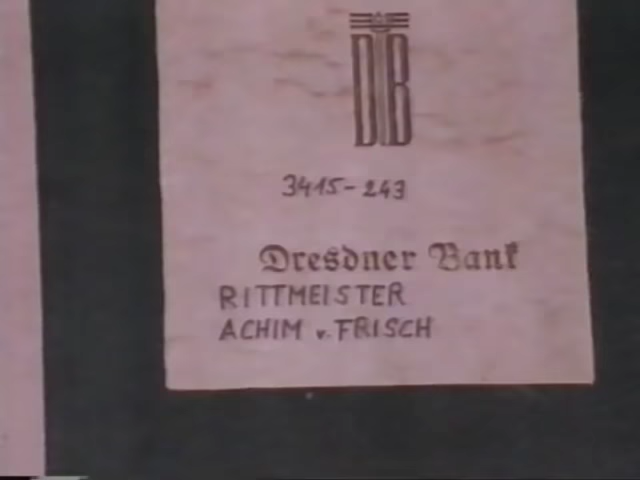 DB
3415-243
Dresdner Bank
RITTMEISTER
ACHIM v. FRISCH